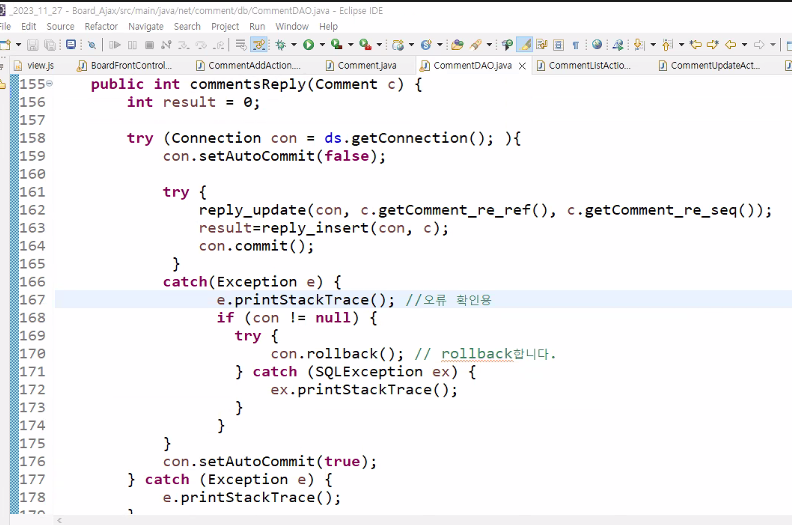 _2023_11_27 - Board_Ajax/src/main/java/net/comment/db/CommentDAO.java - Eclipse IDE
File Edit Source Refactor Navigate Search Project Run Window Help
view.js BoardFrontControl... CommentAddAction.... Comment.java CommentDAO.java CommentListActio... CommentUpdateAct...
155 public int commentsReply(Comment c) {
156 int result = 0;
157
158 try (Connection con = ds.getConnection(); ){
159 con.setAutoCommit(false);
160
161 try {
162 reply_update(con, c.getComment_re_ref(), c.getComment_re_seq());
163 result=reply_insert(con, c);
164 con.commit();
165 }
166 catch(Exception e) {
167 e.printStackTrace(); //오류 확인용
168 if (con != null) {
169 try {
170 con.rollback(); // rollback합니다.
171 } catch (SQLException ex) {
172 ex.printStackTrace();
173 }
174 }
175 }
176 con.setAutoCommit(true);
177 } catch (Exception e) {
178 e.printStackTrace();